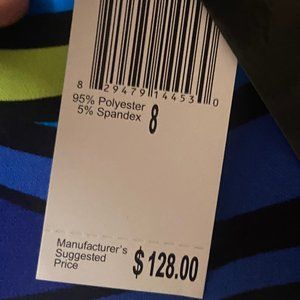 8 29479 14453 0
95% Polyester
5% Spandex 8
Manufacturer's
Suggested
Price $128.00